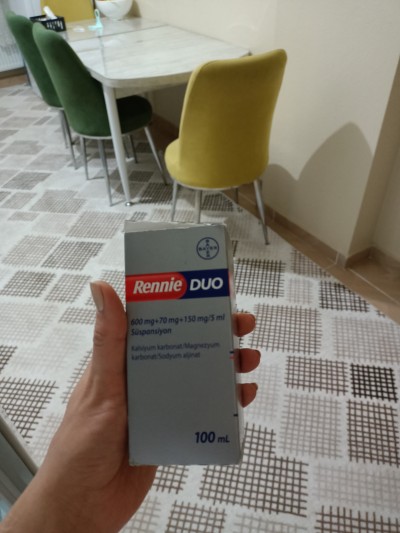 BAYER
Rennie DUO
600 mg+70 mg+150 mg/5 ml
Süspansiyon
Kalsiyum karbonat/Magnezyum
karbonat/Sodyum aljinat
100 mL